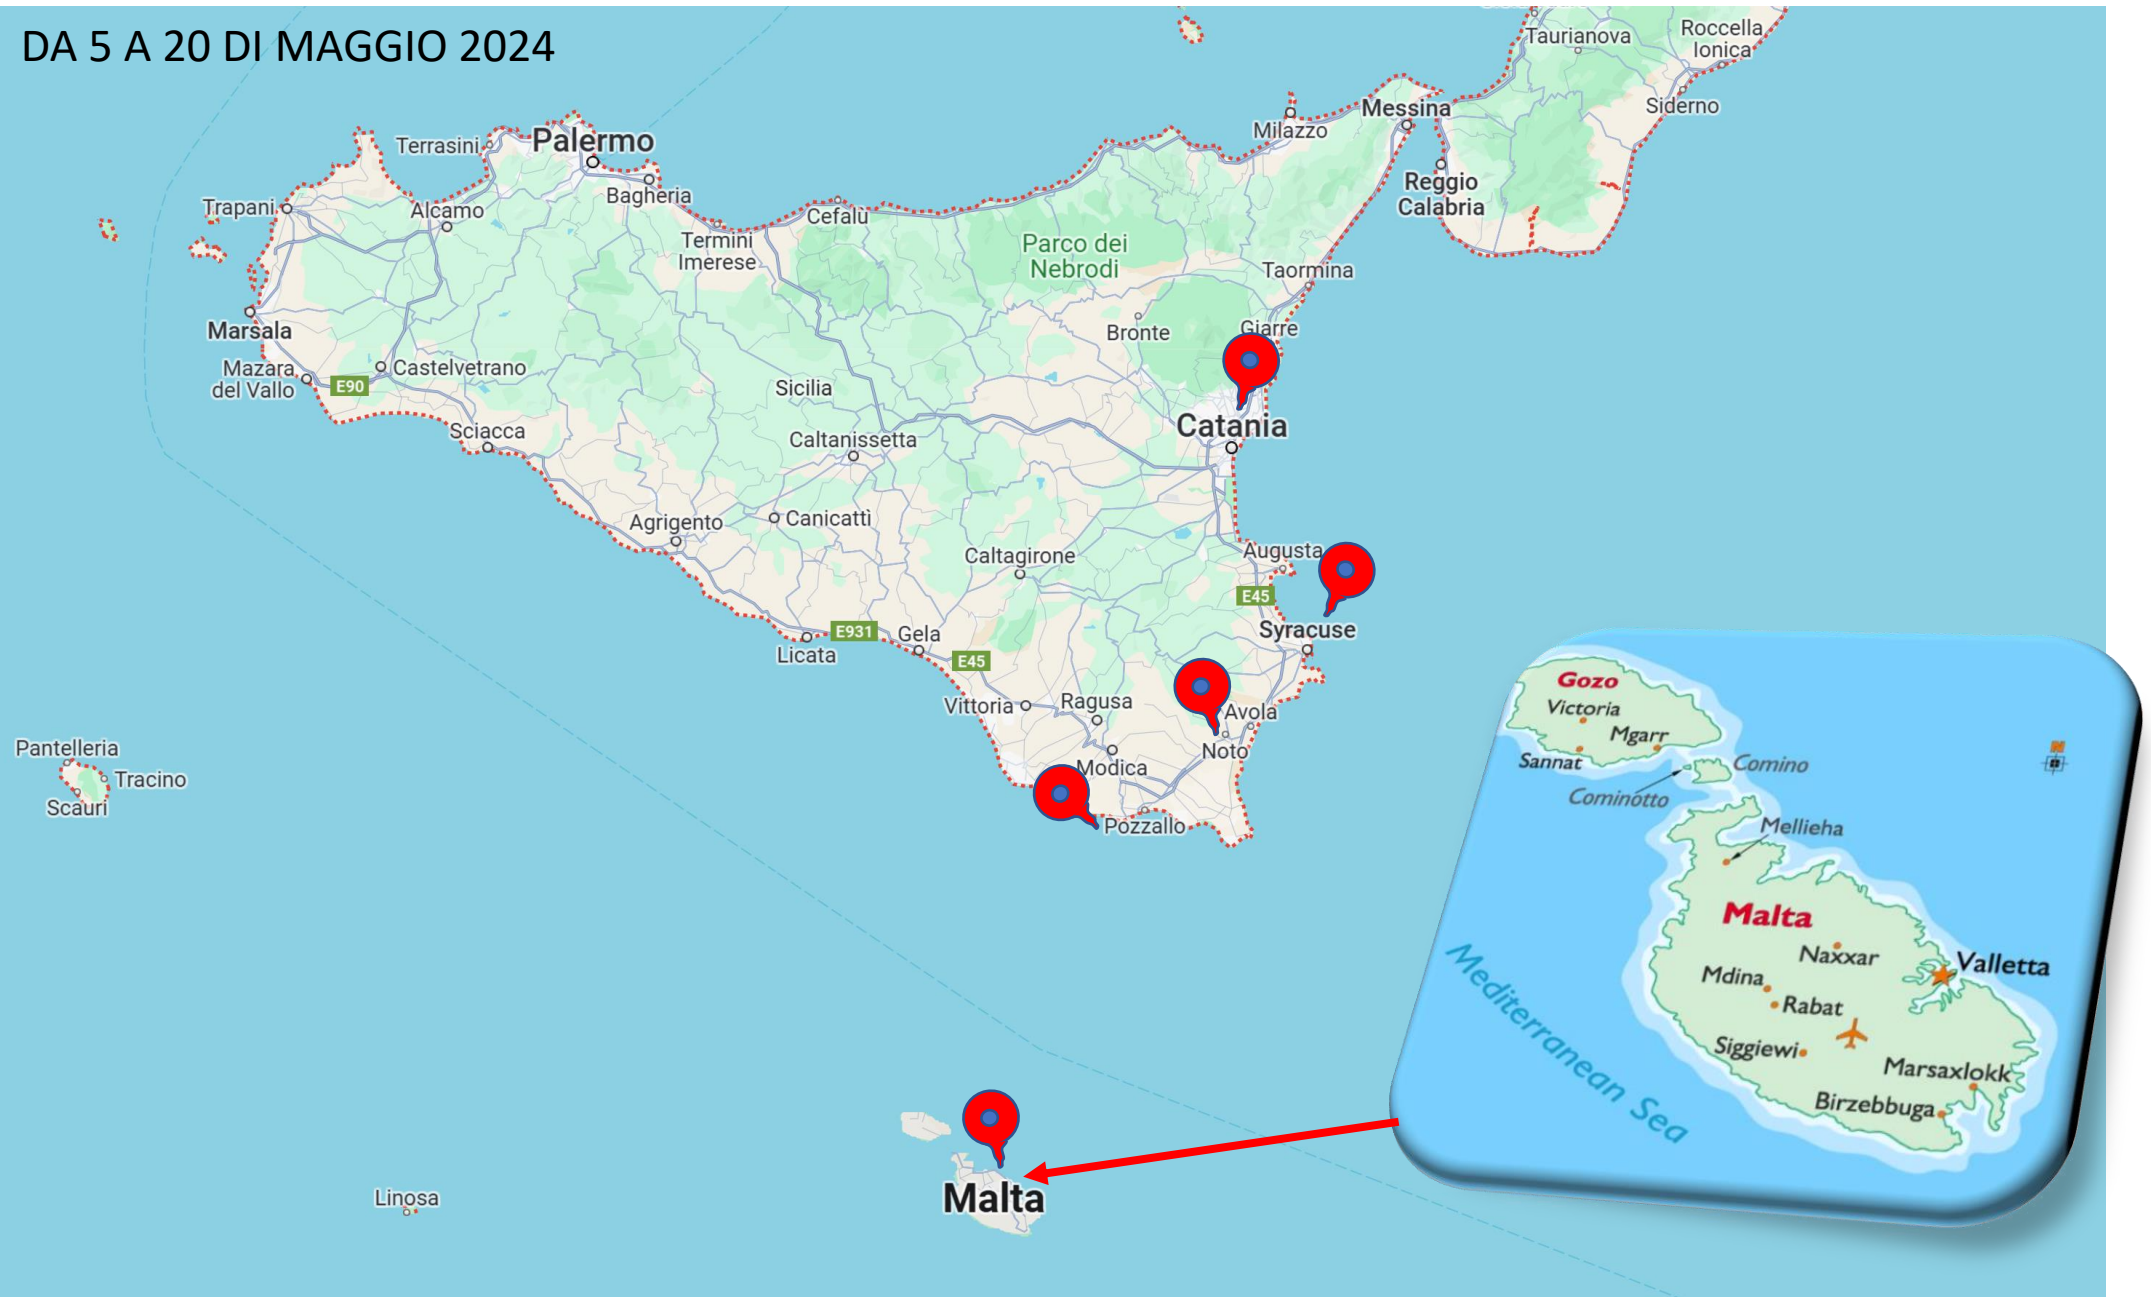 DA 5 A 20 DI MAGGIO 2024
Taurianova
Roccella
Ionica
Siderno
Messina
Milazzo
Reggio
Calabria
Terrasini
Palermo
Bagheria
Trapani
Alcamo
Termini
Imerese
Cefalù
Parco dei
Nebrodi
Taormina
Marsala
Bronte
Giarre
Mazara
del Vallo
E90
Castelvetrano
Sicilia
Catania
Sciacca
Caltanissetta
Agrigento
Canicattì
Caltagirone
Augusta
E45
Syracuse
E931
Gela
Licata
E45
Vittoria
Ragusa
Avola
Noto
Modica
Pozzallo
Pantelleria
Tracino
Scauri
Linosa
Malta
Gozo
Victoria
Mgarr
Sannat
Comino
Cominotto
Mellieha
N
Malta
Naxxar
Valletta
Mdina
Rabat
Siggiewi
Marsaxlokk
Birzebbuga
Mediterranean Sea